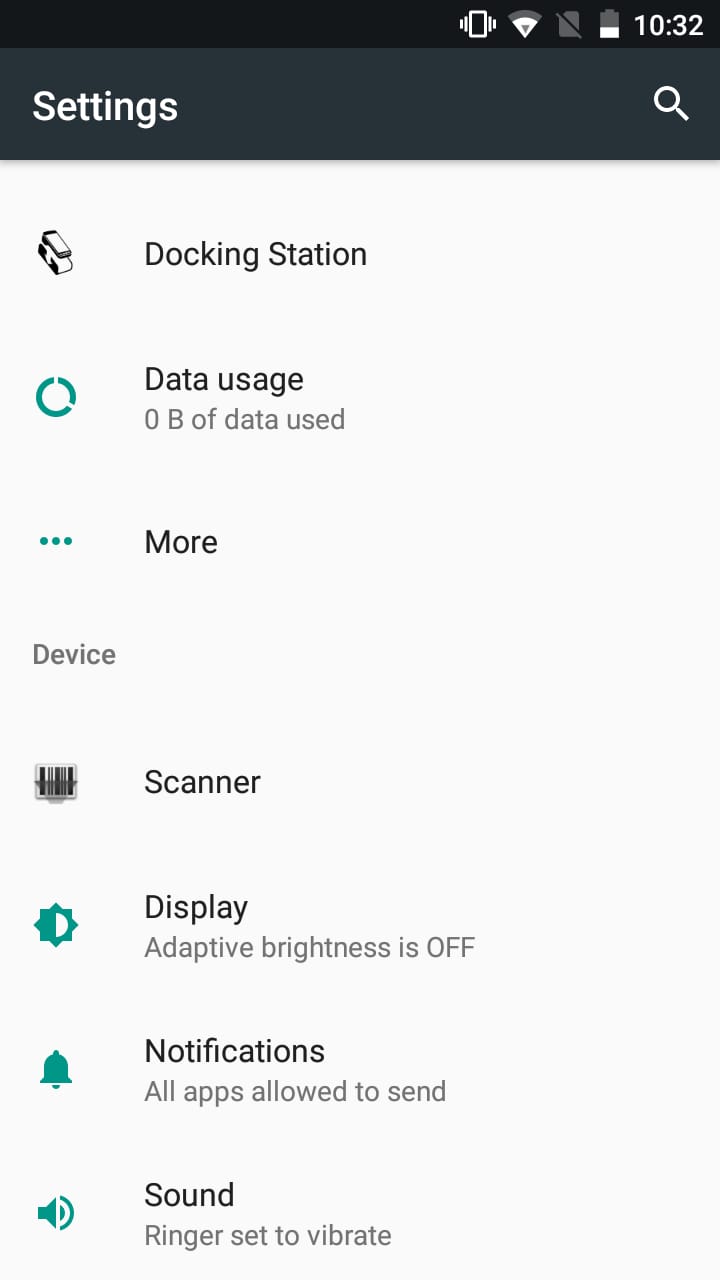 10:32
Settings
Docking Station
Data usage
0 B of data used
More
Device
Scanner
Display
Adaptive brightness is OFF
Notifications
All apps allowed to send
Sound
Ringer set to vibrate